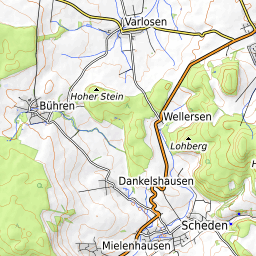 Varlosen
Hoher Stein
Bühren
Wellersen
Lohberg
Dankelshausen
Scheden
Mielenhausen